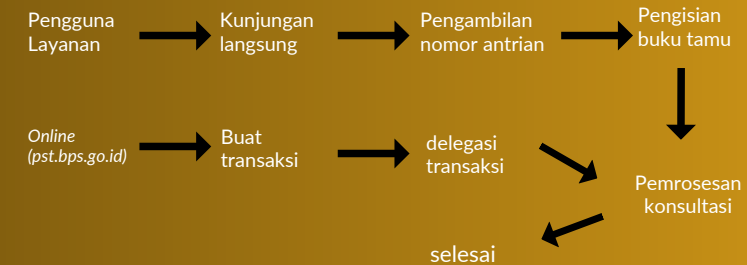 Pengguna
Layanan
Kunjungan
langsung
Pengambilan
nomor antrian
Pengisian
buku tamu
Online
(pst.bps.go.id)
Buat
transaksi
delegasi
transaksi
Pemrosesan
konsultasi
selesai